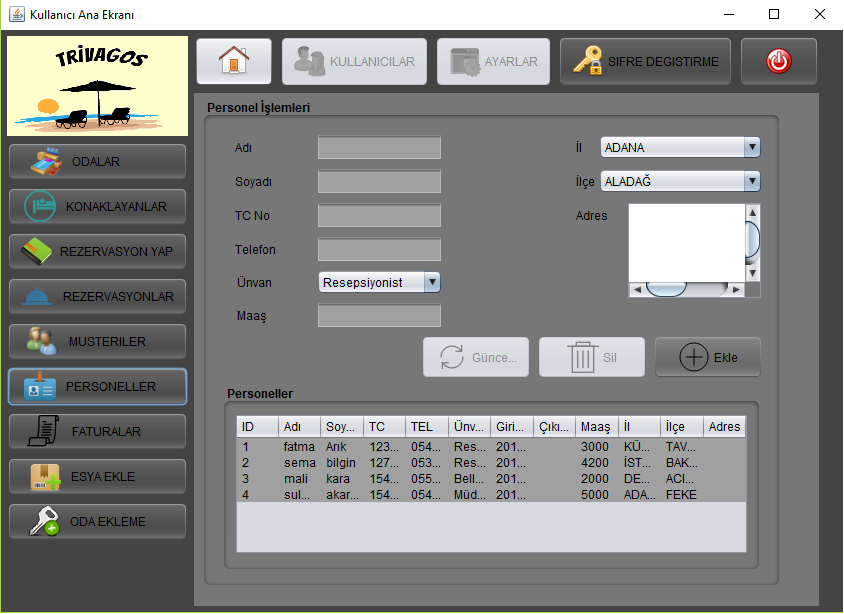 Kullanıcı Ana Ekranı
TRİVAGOS
KULLANICILAR
AYARLAR
SIFRE DEGISTIRME
ODALAR
KONAKLAYANLAR
REZERVASYON YAP
REZERVASYONLAR
MUSTERILER
PERSONELLER
FATURALAR
ESYA EKLE
ODA EKLEME
Personel İşlemleri
Adı
İl ADANA
Soyadı
İlçe ALADAĞ
TC No
Adres
Telefon
Ünvan Resepsiyonist
Maaş
Günce... Sil Ekle
Personeller
ID Adı Soy... TC TEL Ünv... Giri... Çıkı... Maaş İl İlçe Adres
1 fatma Arık 123... 054... Res... 201... 3000 KÜ... TAV...
2 sema bilgin 127... 053... Res... 201... 4200 İST... BAK...
3 mali kara 154... 055... Bell... 201... 2000 DE... ACI...
4 sul... akar... 154... 054... Müd... 201... 5000 ADA... FEKE